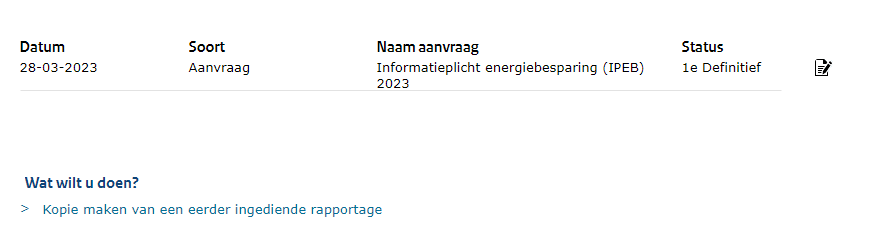 Datum Soort Naam aanvraag Status
28-03-2023 Aanvraag Informatieplicht energiebesparing (IPEB) 1e Definitief
2023
Wat wilt u doen?
> Kopie maken van een eerder ingediende rapportage